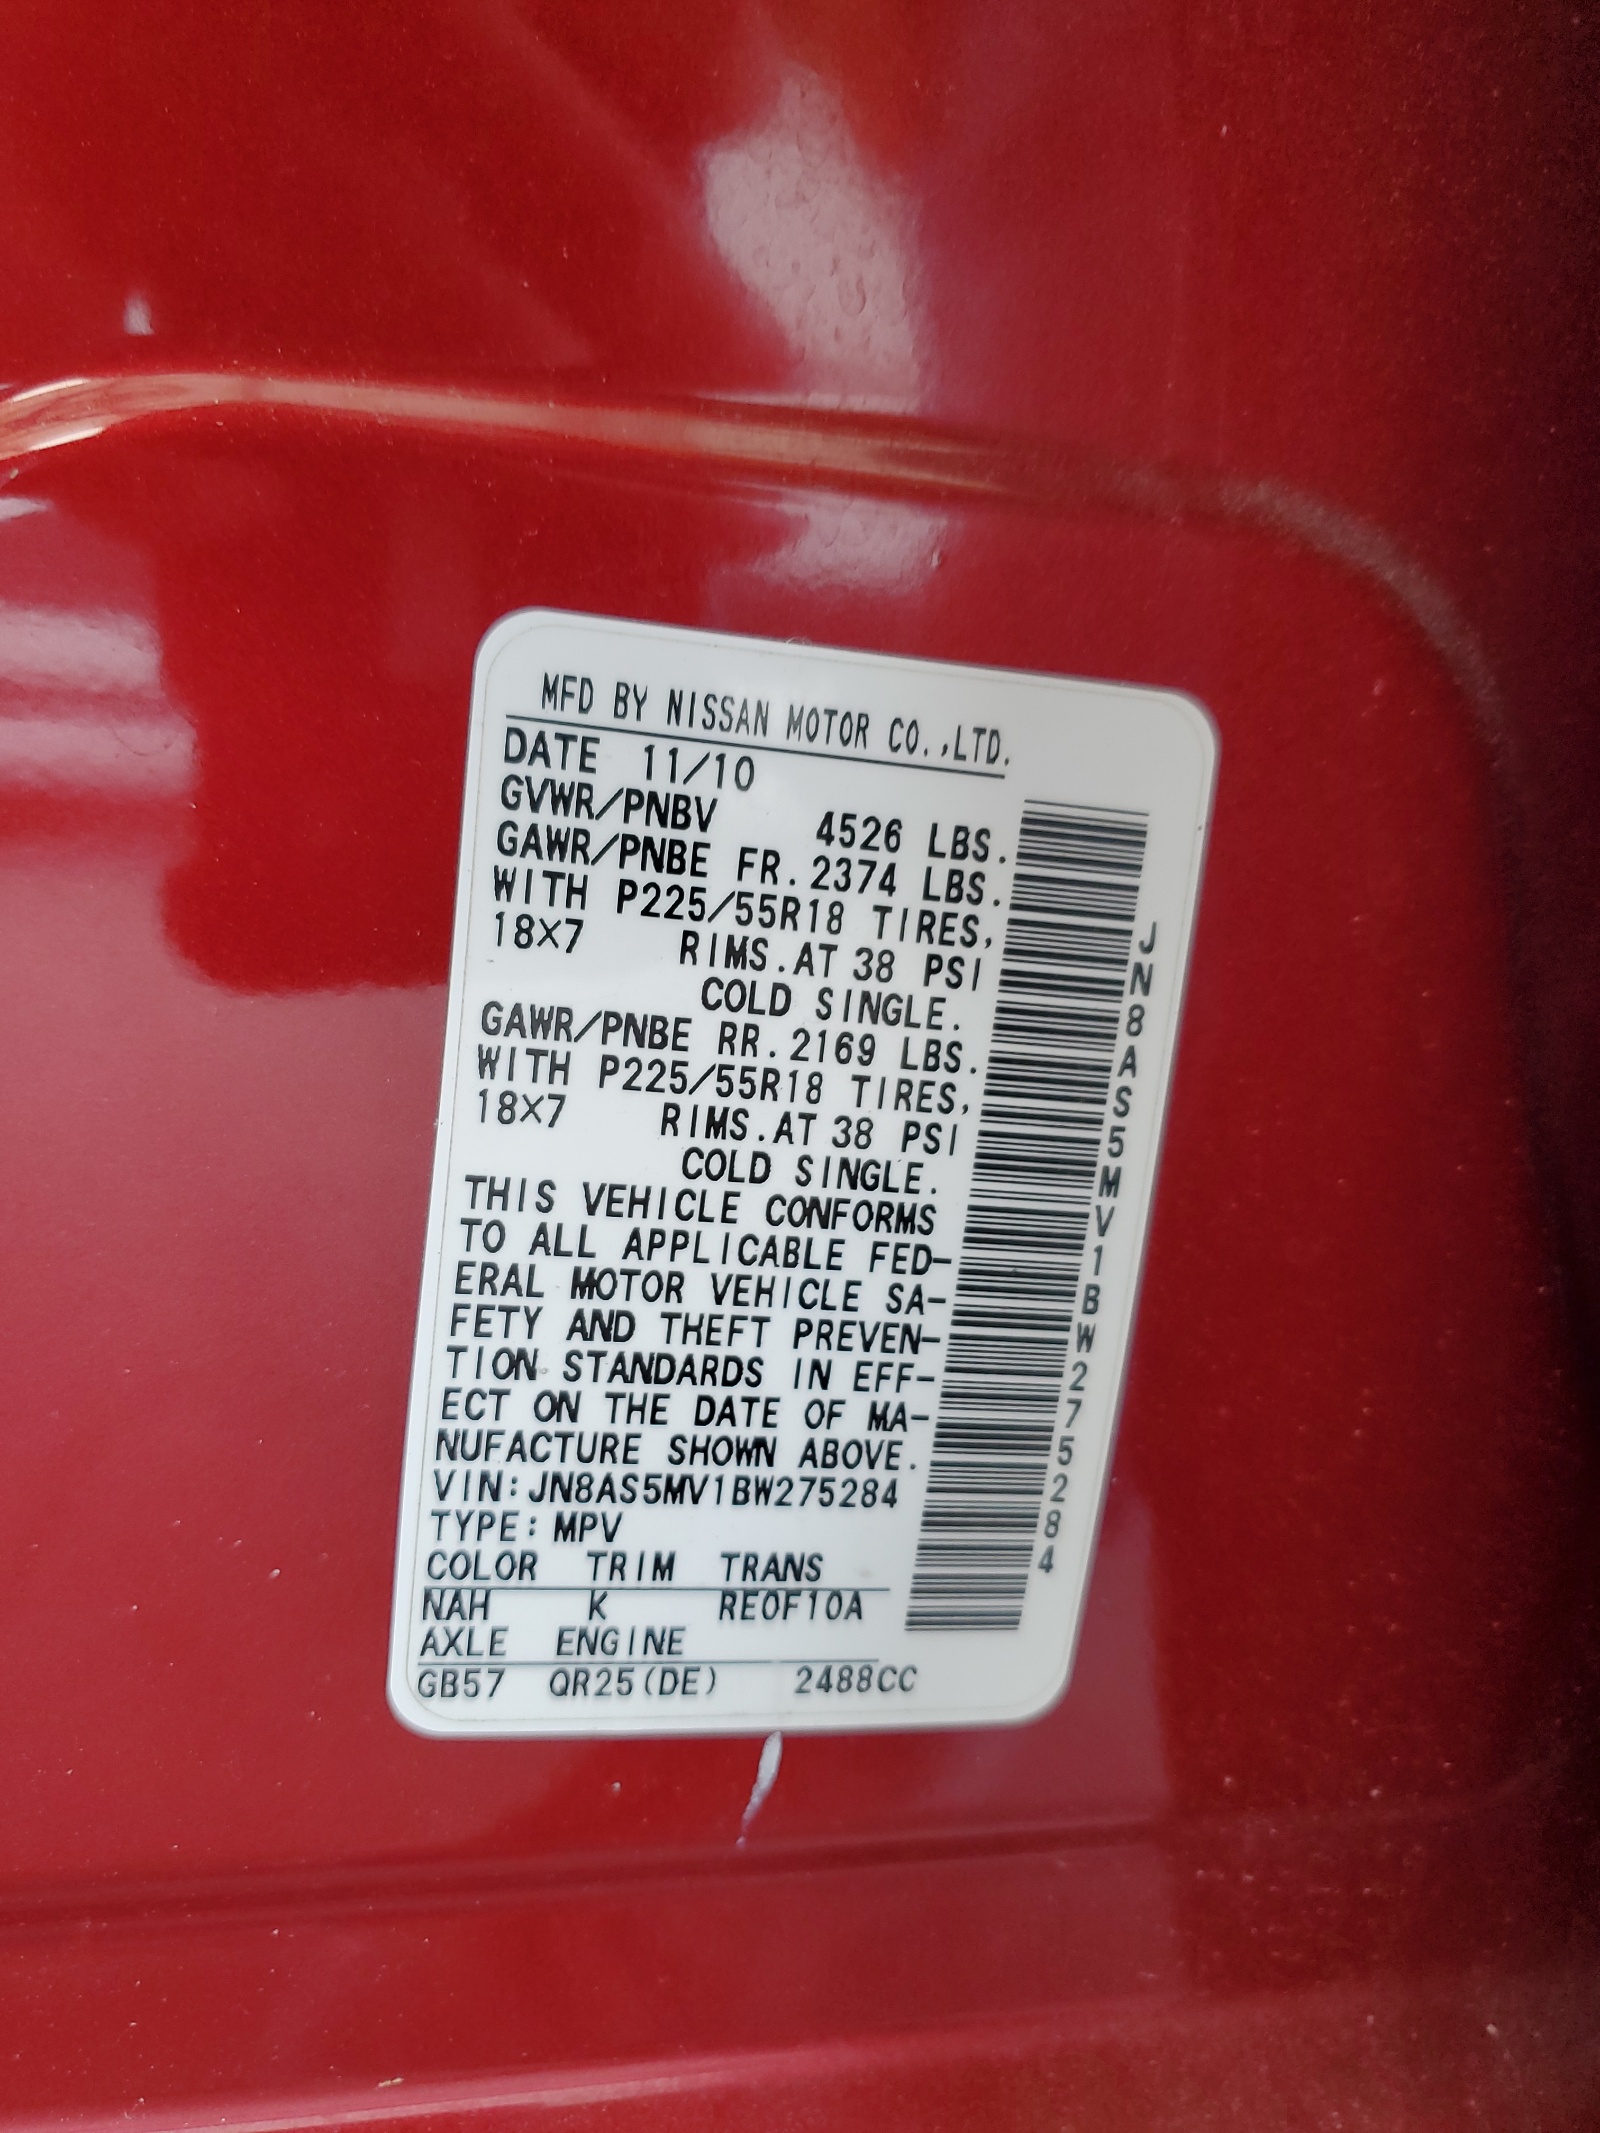 MFD BY NISSAN MOTOR CO.,LTD.
DATE 11/10
GVWR/PNBV 4526 LBS.
GAWR/PNBE FR.2374 LBS.
WITH P225/55R18 TIRES,
18X7 RIMS.AT 38 PSI
COLD SINGLE.
GAWR/PNBE RR.2169 LBS.
WITH P225/55R18 TIRES,
18X7 RIMS.AT 38 PSI
COLD SINGLE.
THIS VEHICLE CONFORMS
TO ALL APPLICABLE FED-
ERAL MOTOR VEHICLE SA-
FETY AND THEFT PREVEN-
TION STANDARDS IN EFF-
ECT ON THE DATE OF MA-
NUFACTURE SHOWN ABOVE.
VIN:JN8AS5MV1BW275284
TYPE:MPV
COLOR TRIM TRANS
NAH K RE0F10A
AXLE ENGINE
GB57 QR25(DE) 2488CC
JN8AS5MV1BW275284